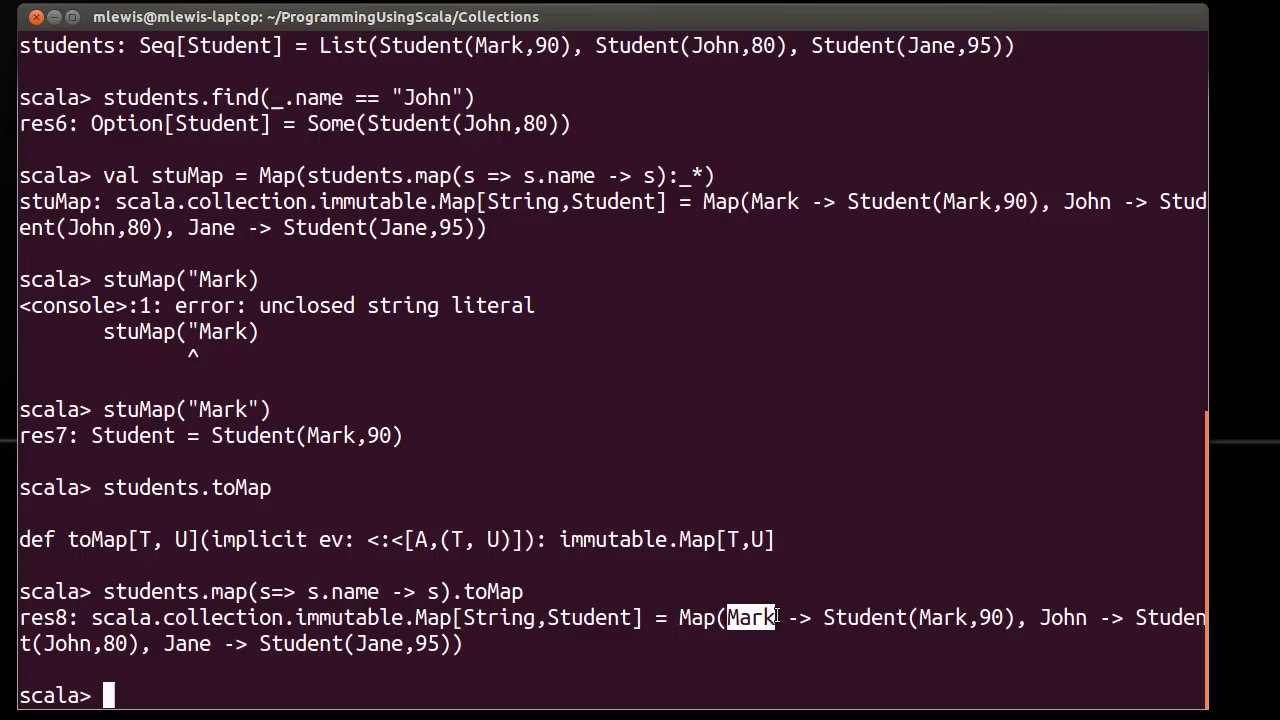 mlewis@mlewis-laptop: ~/ProgrammingUsingScala/Collections
students: Seq[Student] = List(Student(Mark,90), Student(John,80), Student(Jane,95))
scala> students.find(_.name == "John")
res6: Option[Student] = Some(Student(John,80))
scala> val stuMap = Map(students.map(s => s.name -> s):_*)
stuMap: scala.collection.immutable.Map[String,Student] = Map(Mark -> Student(Mark,90), John -> Stud
ent(John,80), Jane -> Student(Jane,95))
scala> stuMap("Mark)
<console>:1: error: unclosed string literal
       stuMap("Mark)
              ^
scala> stuMap("Mark")
res7: Student = Student(Mark,90)
scala> students.toMap
def toMap[T, U](implicit ev: <:<[A,(T, U)]): immutable.Map[T,U]
scala> students.map(s=> s.name -> s).toMap
res8: scala.collection.immutable.Map[String,Student] = Map(Mark -> Student(Mark,90), John -> Studen
t(John,80), Jane -> Student(Jane,95))
scala>